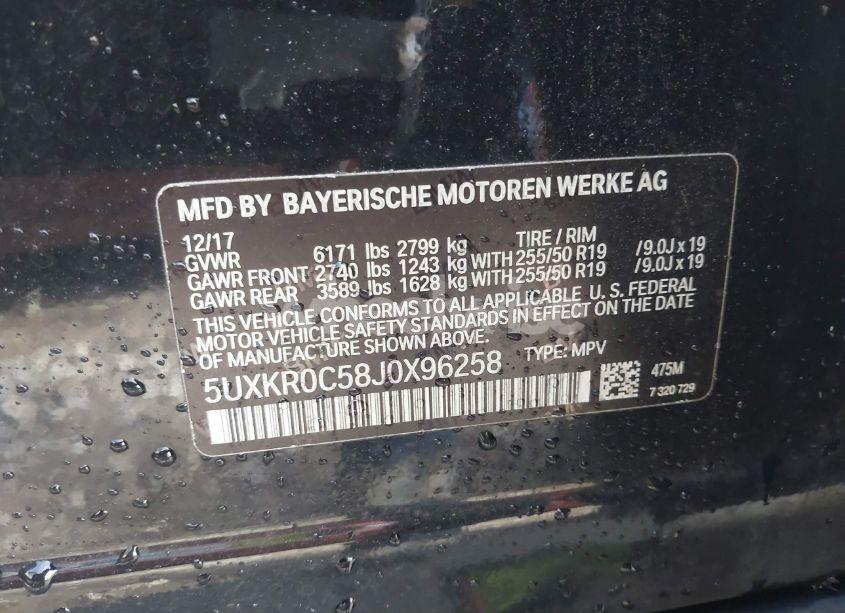 MFD BY BAYERISCHE MOTOREN WERKE AG
12/17 TIRE / RIM
GVWR 6171 lbs 2799 kg
GAWR FRONT 2740 lbs 1243 kg WITH 255/50 R19 /9.0J x 19
GAWR REAR 3589 lbs 1628 kg WITH 255/50 R19 /9.0J x 19
THIS VEHICLE CONFORMS TO ALL APPLICABLE U. S. FEDERAL
MOTOR VEHICLE SAFETY STANDARDS IN EFFECT ON THE DATE
OF MANUFACTURE SHOWN ABOVE.
5UXKR0C58J0X96258 TYPE: MPV
475M
7 320 729